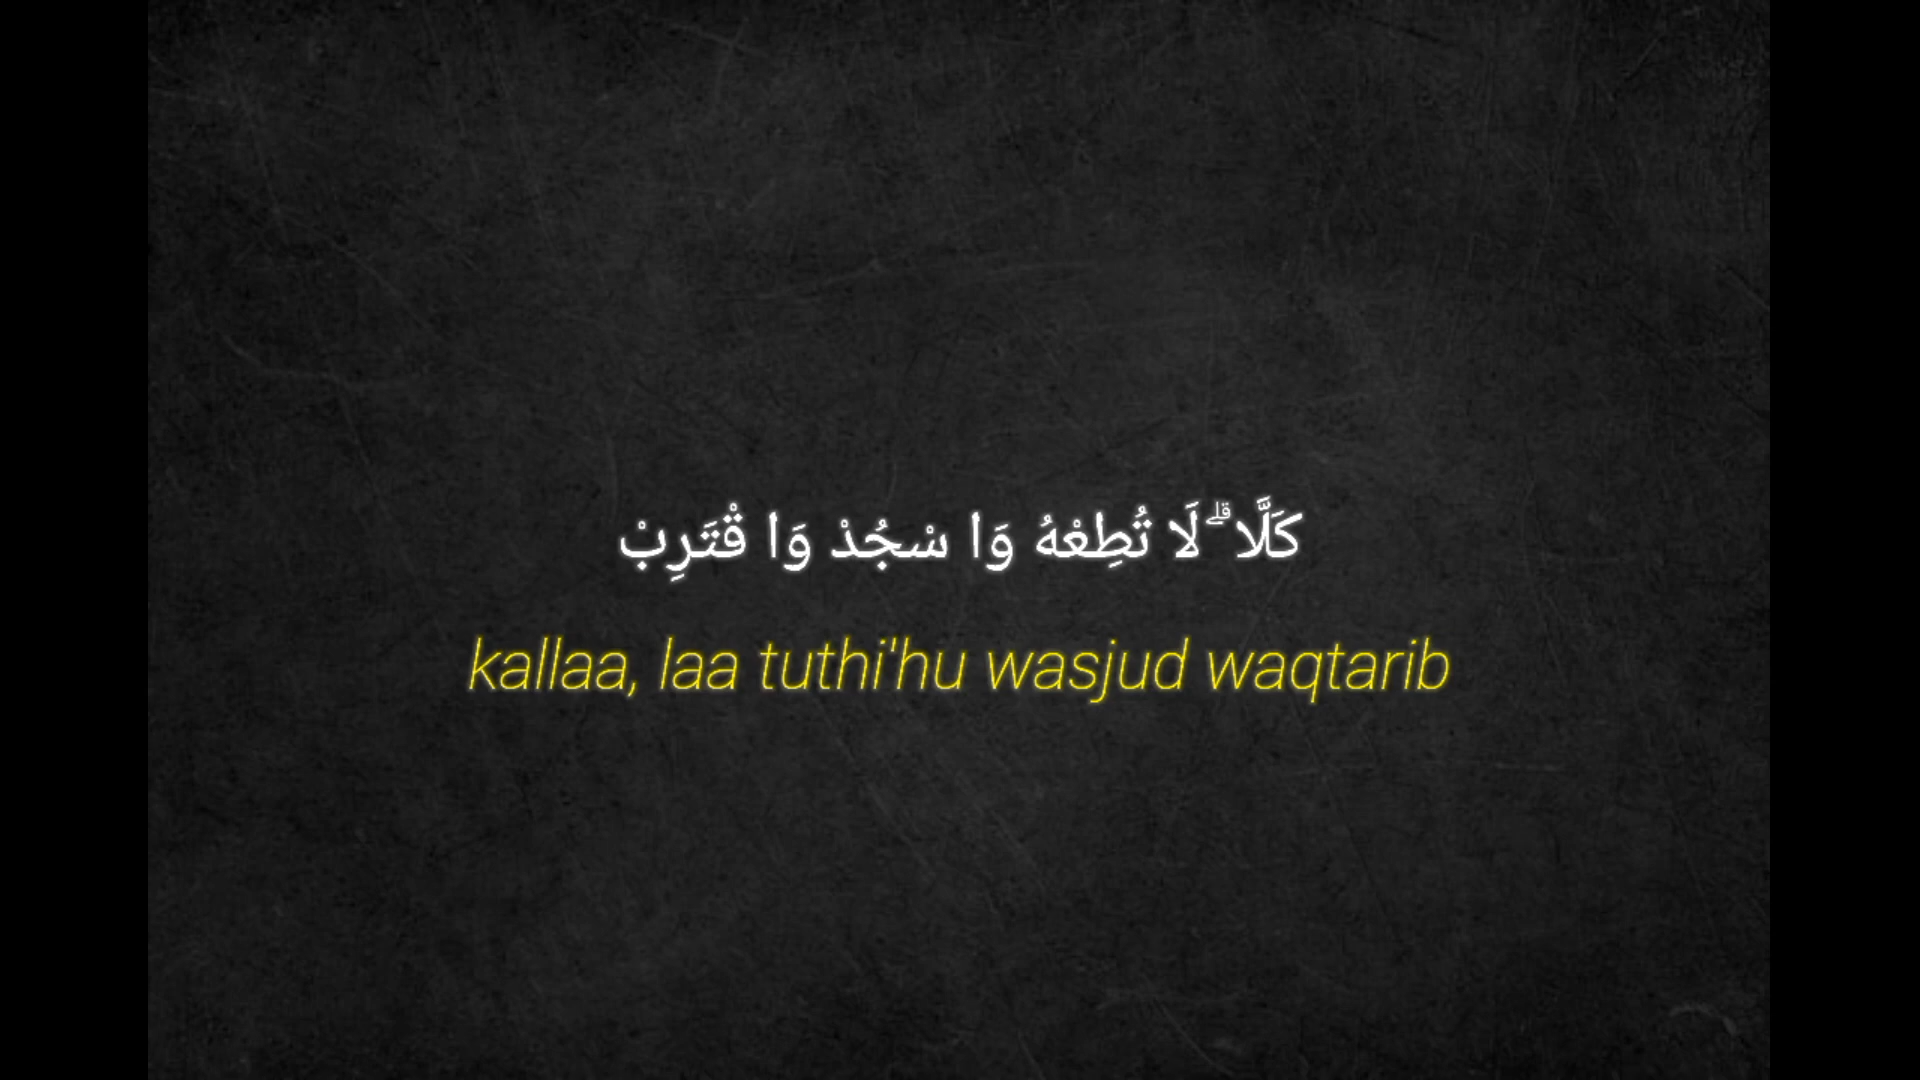 كَلَّا ۗ لَا تُطِعْهُ وَا سْجُدْ وَا قْتَرِبْ
kallaa, laa tuthi'hu wasjud waqtarib